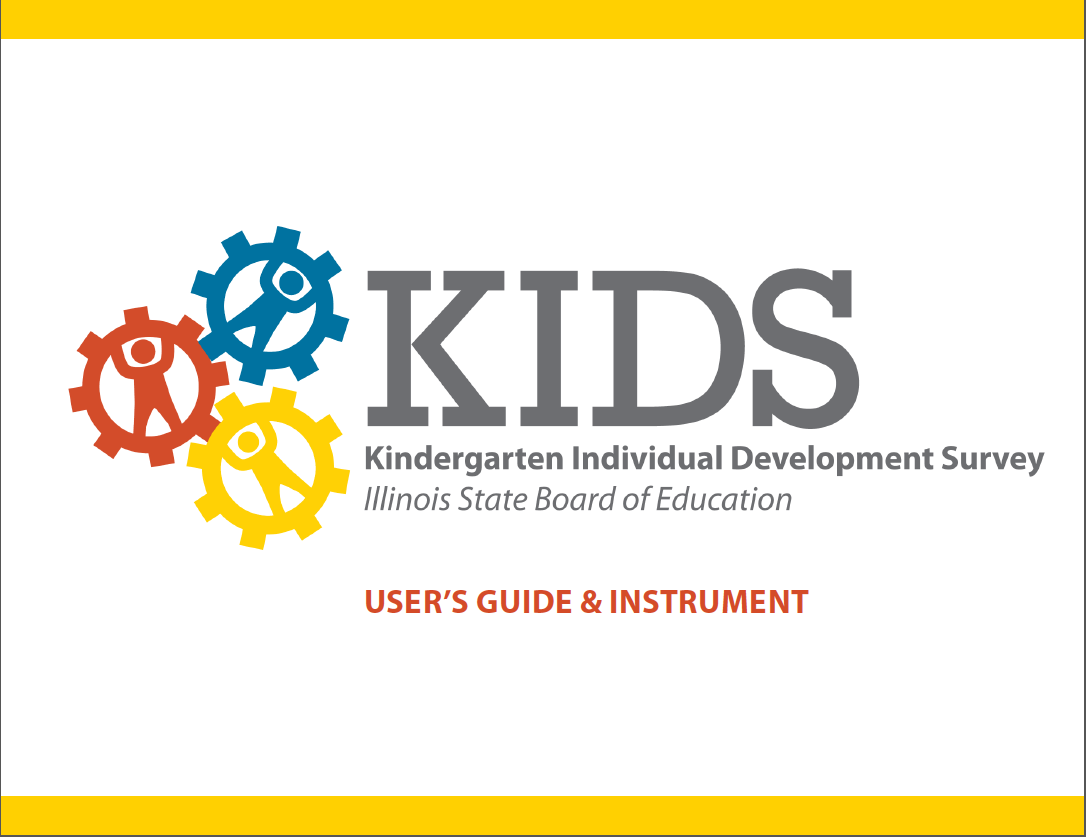 KIDS
Kindergarten Individual Development Survey
Illinois State Board of Education
USER’S GUIDE & INSTRUMENT